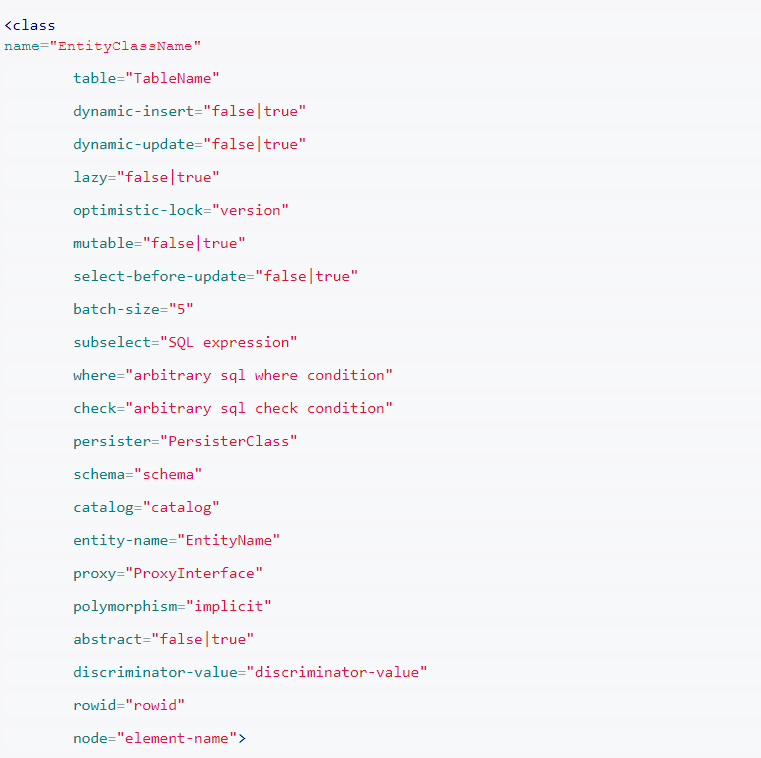 <class
name="EntityClassName"
table="TableName"
dynamic-insert="false|true"
dynamic-update="false|true"
lazy="false|true"
optimistic-lock="version"
mutable="false|true"
select-before-update="false|true"
batch-size="5"
subselect="SQL expression"
where="arbitrary sql where condition"
check="arbitrary sql check condition"
persister="PersisterClass"
schema="schema"
catalog="catalog"
entity-name="EntityName"
proxy="ProxyInterface"
polymorphism="implicit"
abstract="false|true"
discriminator-value="discriminator-value"
rowid="rowid"
node="element-name">